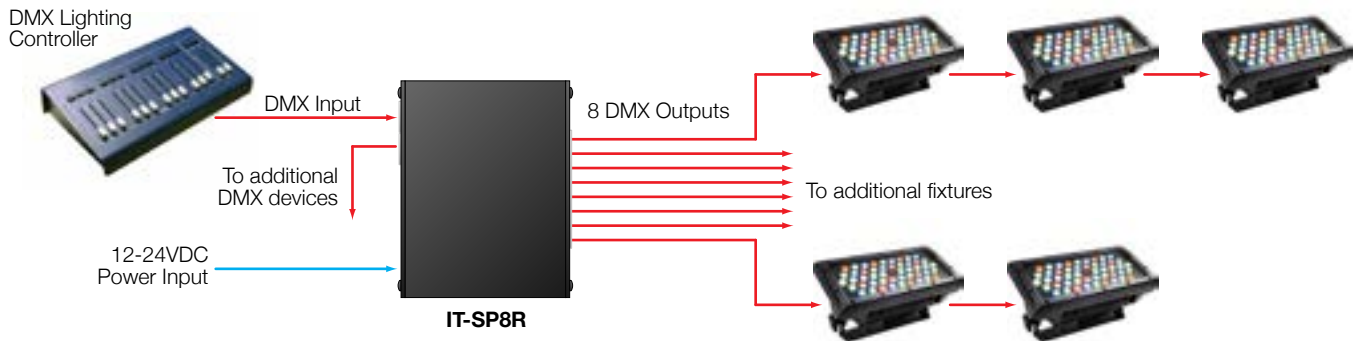 DMX Lighting
Controller
DMX Input
8 DMX Outputs
To additional
DMX devices
To additional fixtures
12-24VDC
Power Input
IT-SP8R